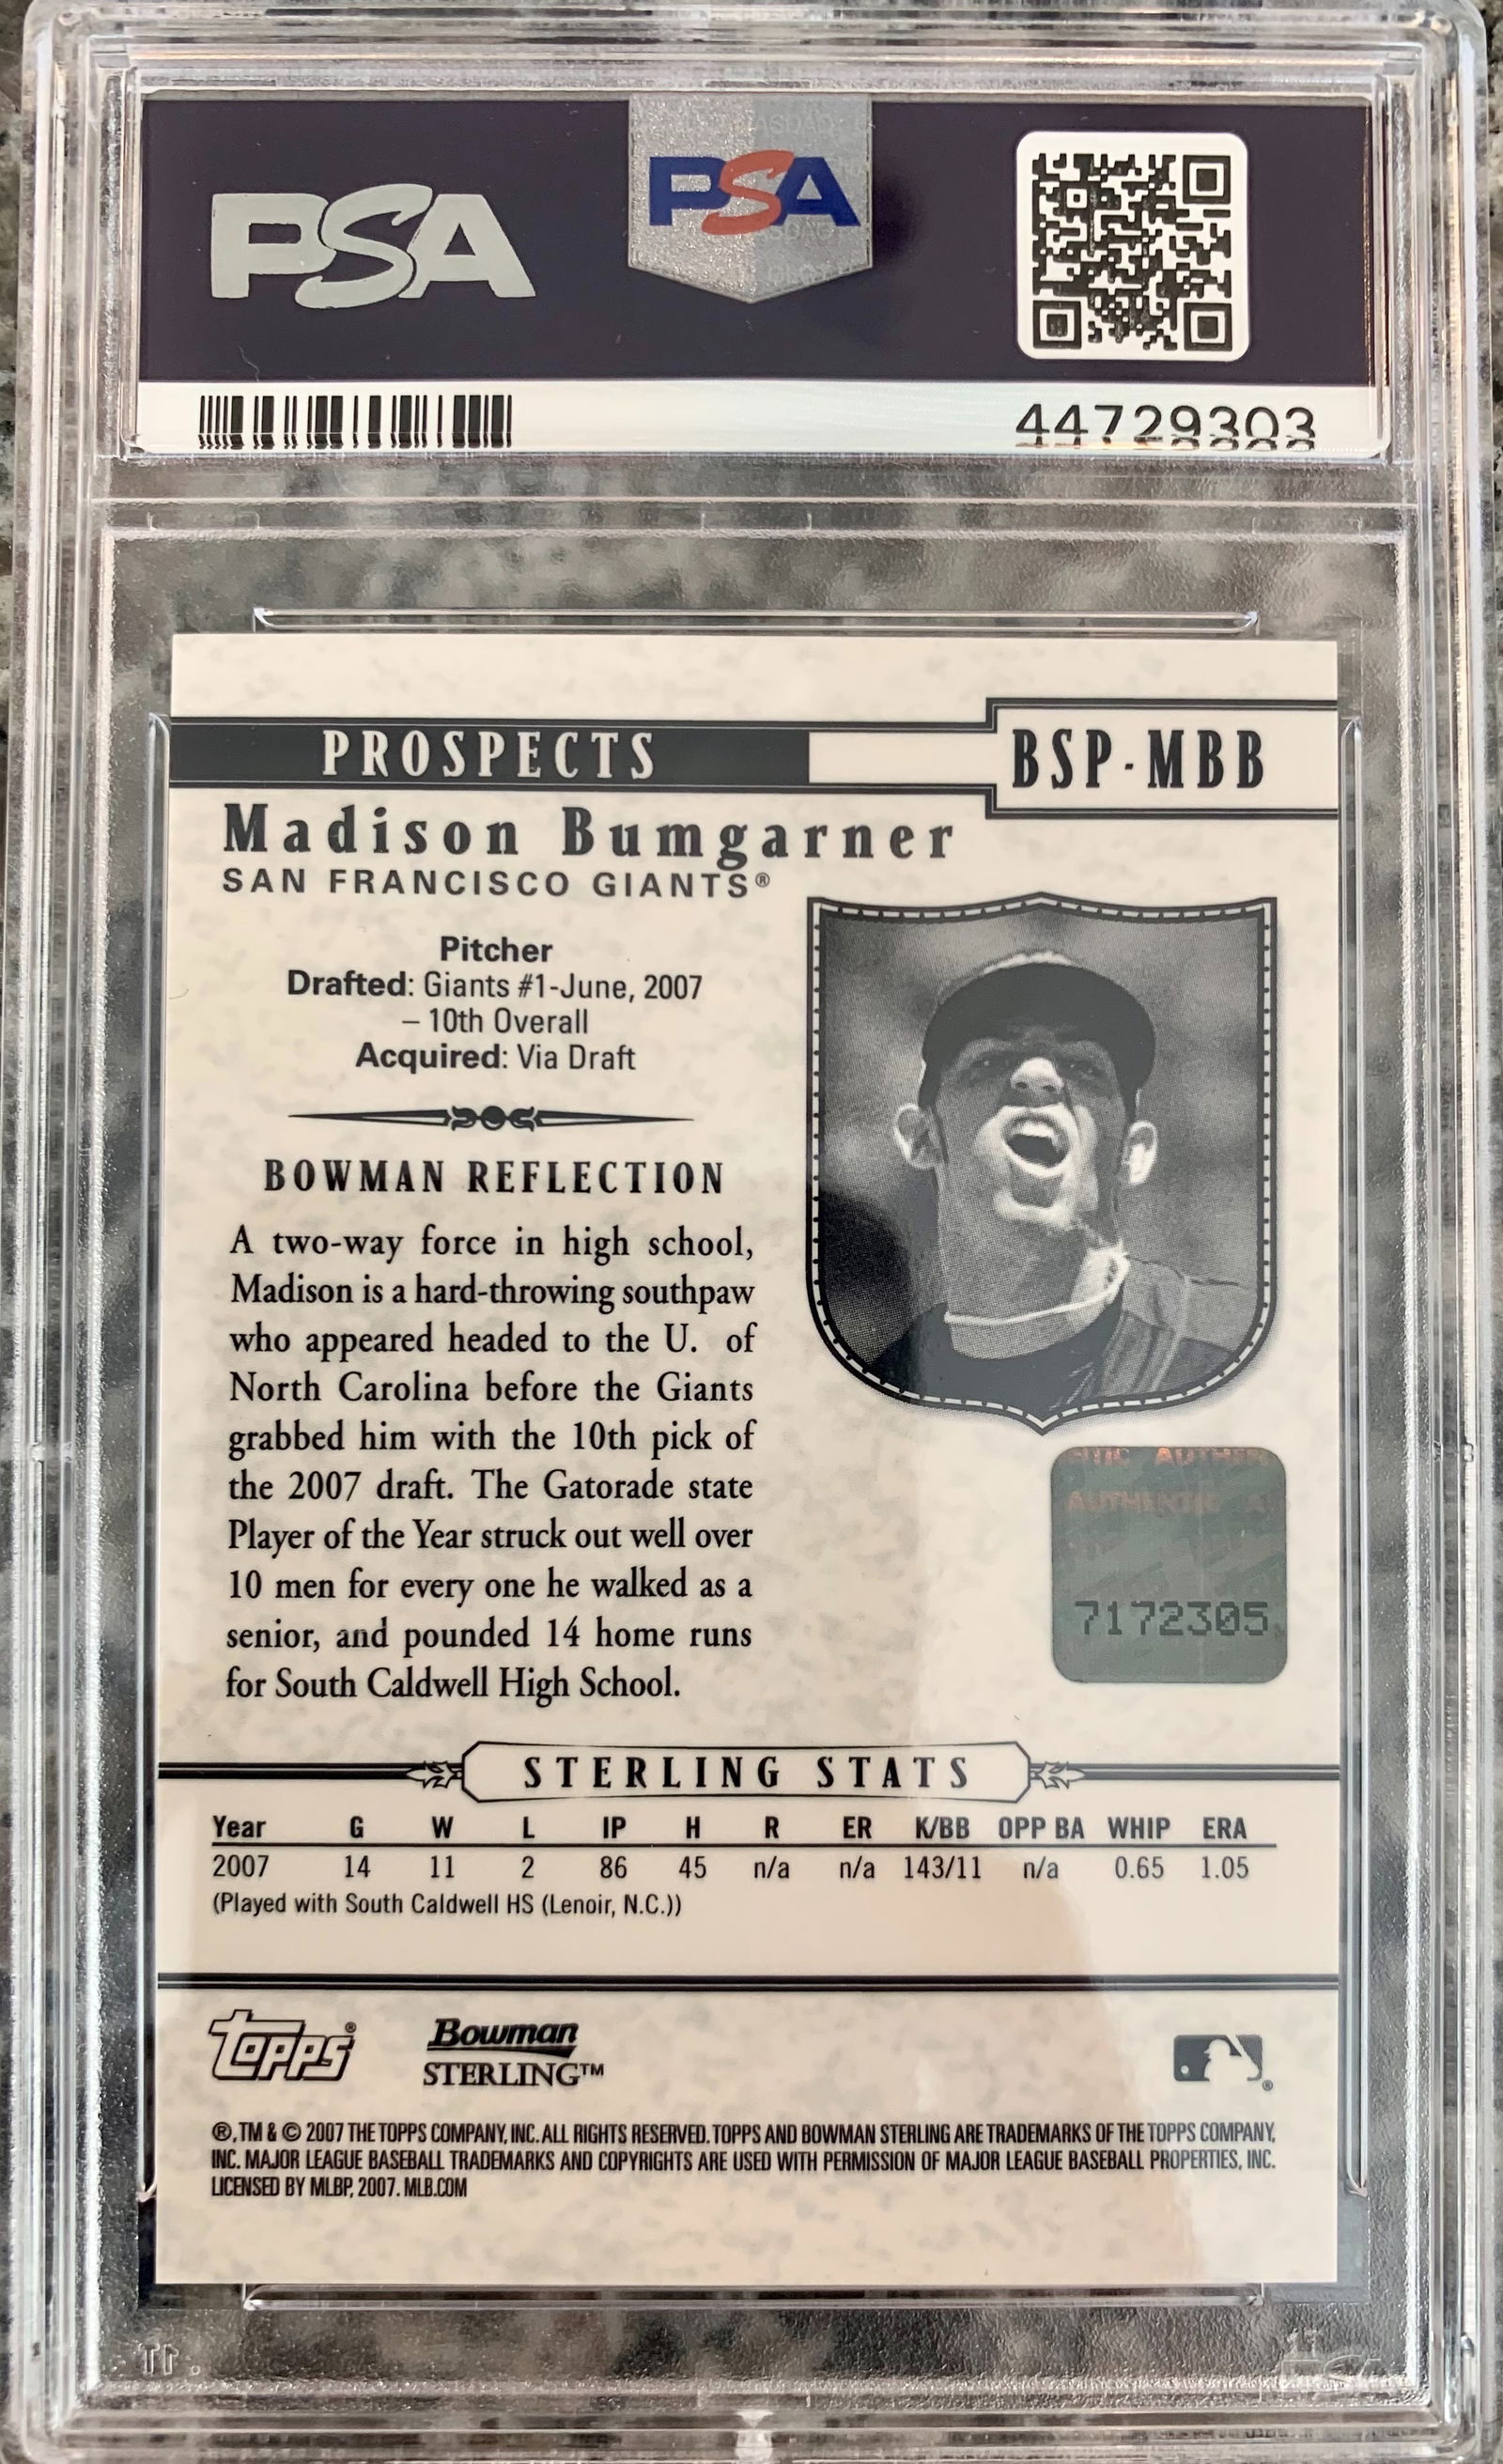 PSA
PSA
44729303
PROSPECTS
BSP-MBB
Madison Bumgarner
SAN FRANCISCO GIANTS®
Pitcher
Drafted: Giants #1-June, 2007
– 10th Overall
Acquired: Via Draft
BOWMAN REFLECTION
A two-way force in high school,
Madison is a hard-throwing southpaw
who appeared headed to the U. of
North Carolina before the Giants
grabbed him with the 10th pick of
the 2007 draft. The Gatorade state
Player of the Year struck out well over
10 men for every one he walked as a
senior, and pounded 14 home runs
for South Caldwell High School.
AUTHENTIC
7172305
STERLING STATS
Year G W L IP H R ER K/BB OPP BA WHIP ERA
2007 14 11 2 86 45 n/a n/a 143/11 n/a 0.65 1.05
(Played with South Caldwell HS (Lenoir, N.C.))
Topps®
Bowman
STERLING™
®, TM & © 2007 THE TOPPS COMPANY, INC. ALL RIGHTS RESERVED. TOPPS AND BOWMAN STERLING ARE TRADEMARKS OF THE TOPPS COMPANY,
INC. MAJOR LEAGUE BASEBALL TRADEMARKS AND COPYRIGHTS ARE USED WITH PERMISSION OF MAJOR LEAGUE BASEBALL PROPERTIES, INC.
LICENSED BY MLBP, 2007. MLB.COM